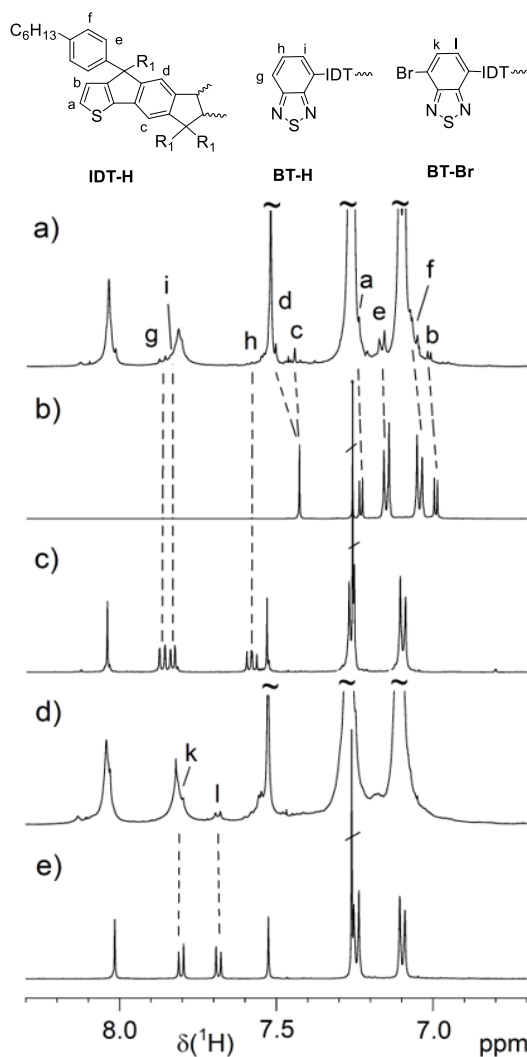 f
C6H13
e
R1
b
d
a
S
c
R1 R1
IDT-H
h i
g
IDT
N S N
BT-H
k l
Br
IDT
N S N
BT-Br
~ ~ ~
a)
i
g
h
d
c
a
e
f
b
b)
c)
~ ~ ~
d)
k
l
e)
8.0 7.5 7.0
δ(1H) ppm